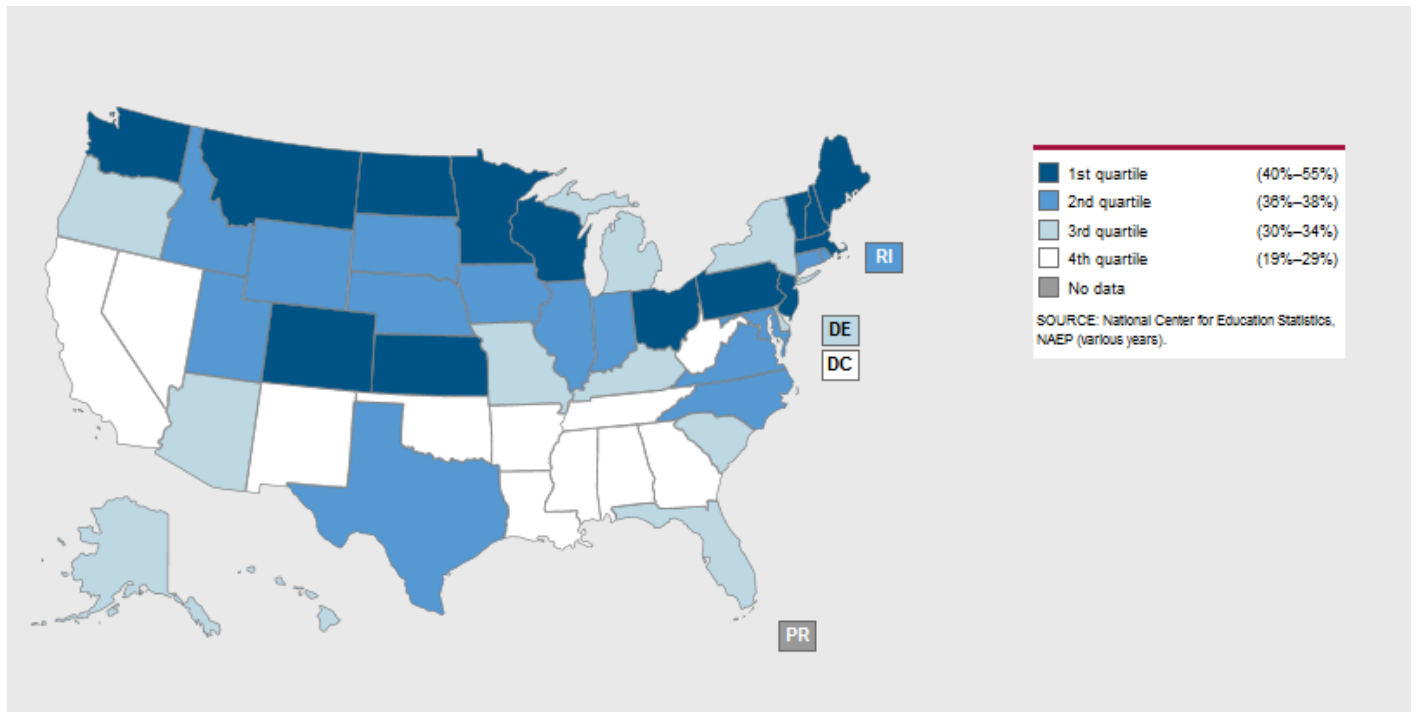 1st quartile (40%–55%)
2nd quartile (36%–38%)
3rd quartile (30%–34%)
4th quartile (19%–29%)
No data
SOURCE: National Center for Education Statistics,
NAEP (various years).
RI
DE
DC
PR